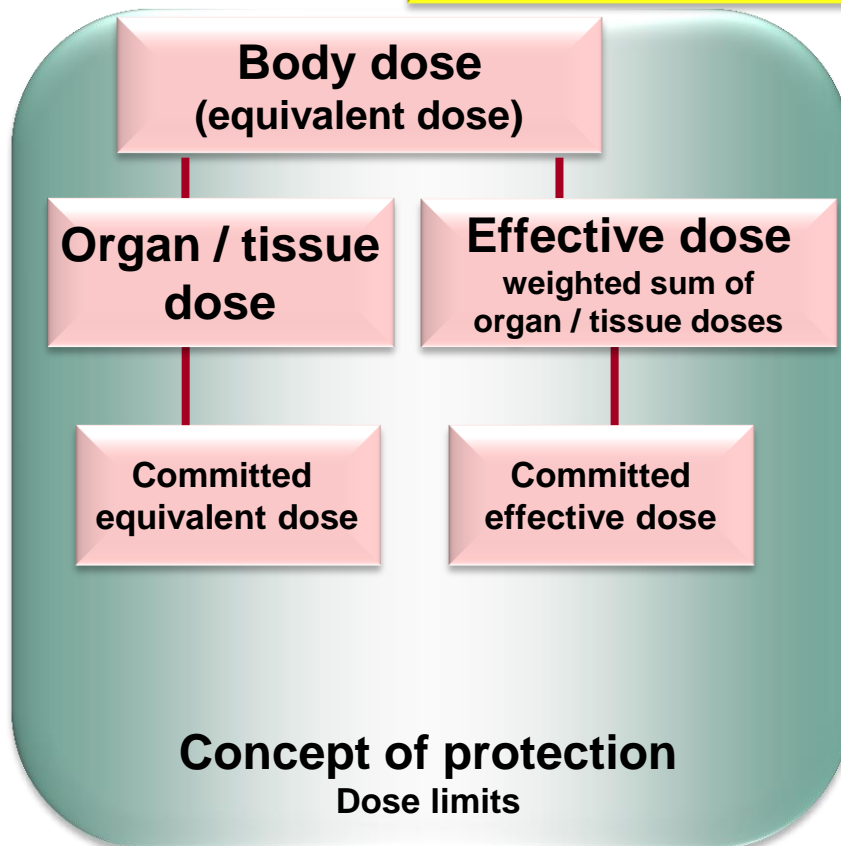 Body dose
(equivalent dose)
Organ / tissue
dose
Effective dose
weighted sum of
organ / tissue doses
Committed
equivalent dose
Committed
effective dose
Concept of protection
Dose limits